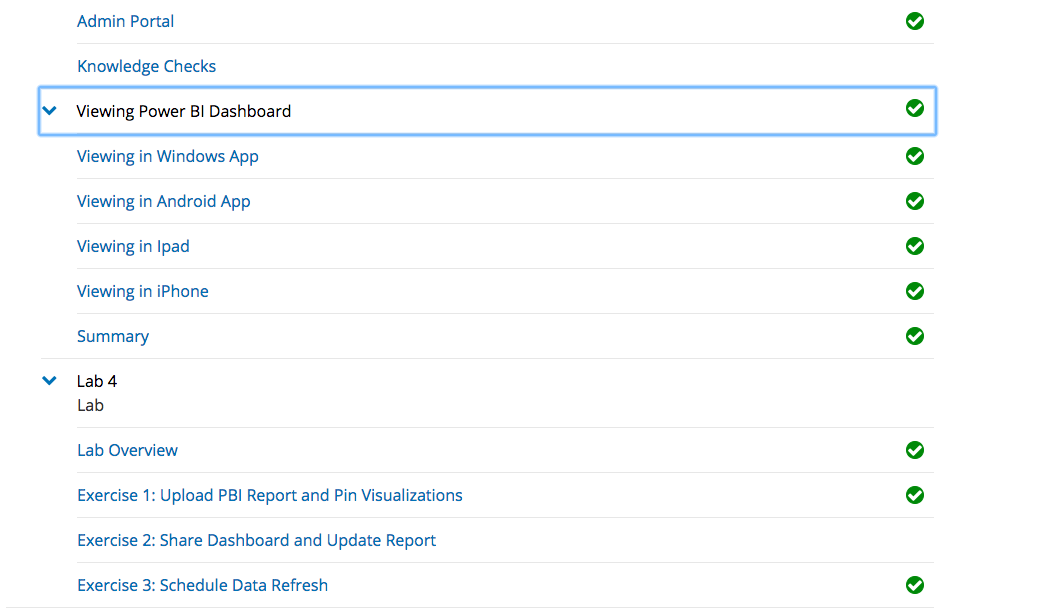 Admin Portal
Knowledge Checks
Viewing Power BI Dashboard
Viewing in Windows App
Viewing in Android App
Viewing in Ipad
Viewing in iPhone
Summary
Lab 4
Lab
Lab Overview
Exercise 1: Upload PBI Report and Pin Visualizations
Exercise 2: Share Dashboard and Update Report
Exercise 3: Schedule Data Refresh